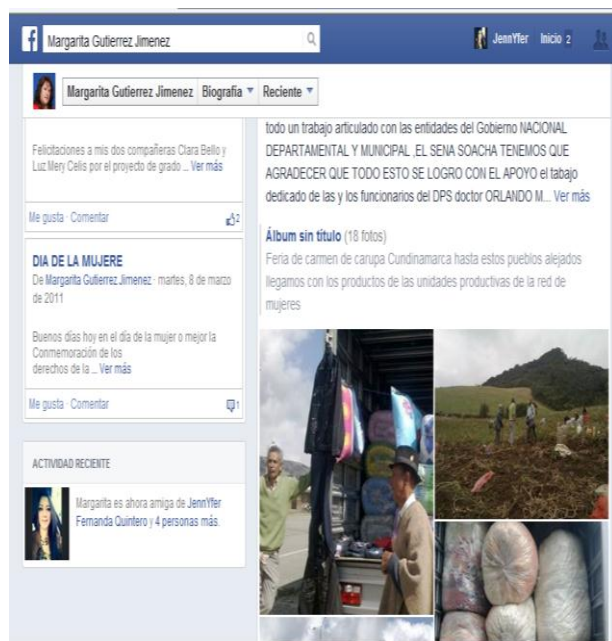 Margarita Gutierrez Jimenez
JennYfer Inicio 2
Margarita Gutierrez Jimenez Biografía Reciente
Felicitaciones a mis dos compañeras Clara Bello y
Luz Mery Celis por el proyecto de grado ... Ver más
Me gusta · Comentar 2
DIA DE LA MUJERE
De Margarita Gutierrez Jimenez · martes, 8 de marzo
de 2011
Buenos días hoy en el día de la mujer o mejor la
Conmemoración de los
derechos de la ... Ver más
Me gusta · Comentar 1
ACTIVIDAD RECIENTE
Margarita es ahora amiga de JennYfer
Fernanda Quintero y 4 personas más.
todo un trabajo articulado con las entidades del Gobierno NACIONAL
DEPARTAMENTAL Y MUNICIPAL ,EL SENA SOACHA TENEMOS QUE
AGRADECER QUE TODO ESTO SE LOGRO CON EL APOYO el tabajo
dedicado de las y los funcionarios del DPS doctor ORLANDO M... Ver más
Álbum sin título (18 fotos)
Feria de carmen de carupa Cundinamarca hasta estos pueblos alejados
llegamos con los productos de las unidades productivas de la red de
mujeres